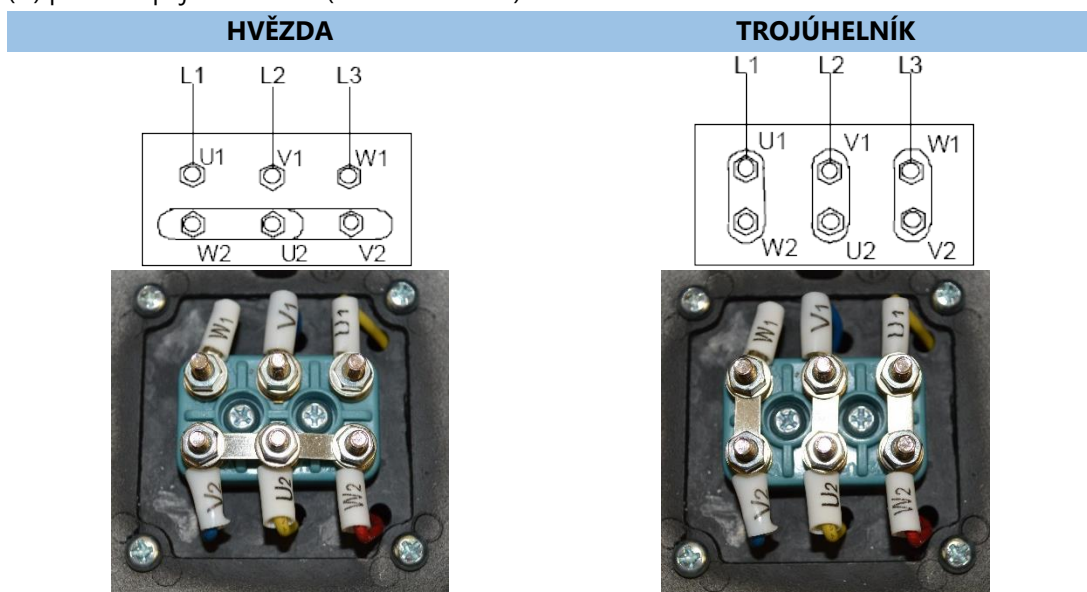 HVĚZDA
TROJÚHELNÍK
L1 L2 L3
U1 V1 W1
W2 U2 V2
L1 L2 L3
U1 V1 W1
W2 U2 V2
W1 V1 U1
V2 U2 W2
W1 V1 U1
V2 U2 W2